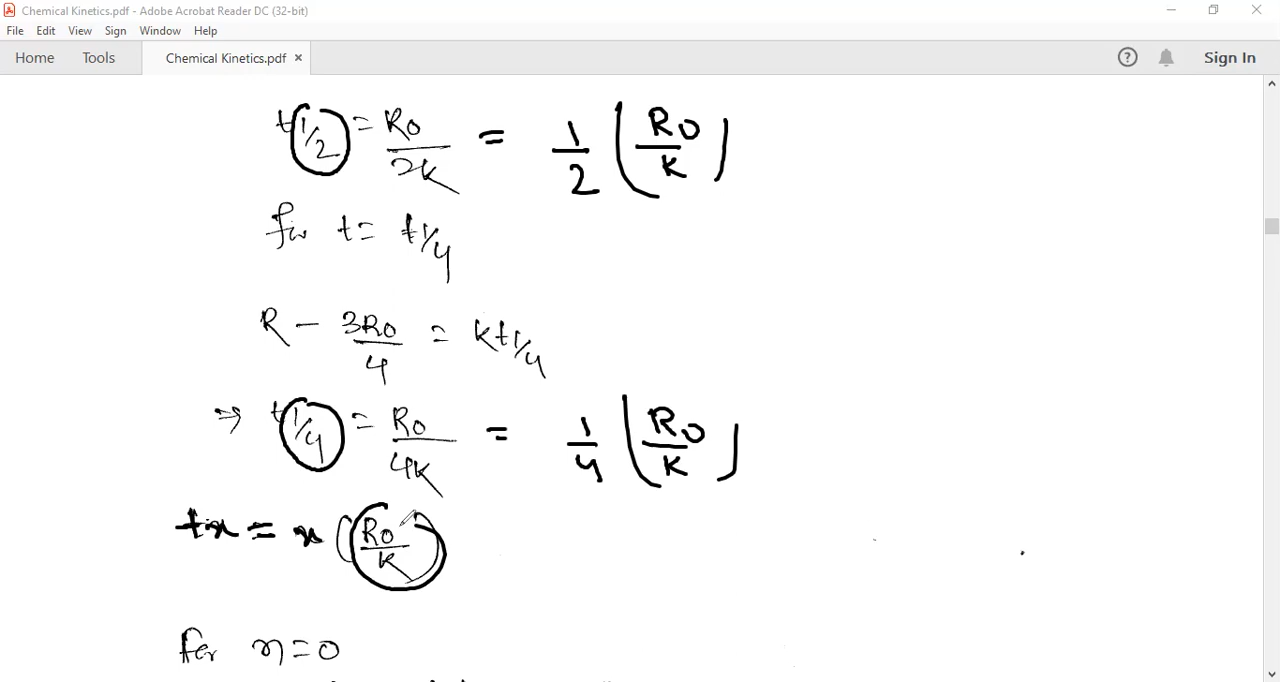 Chemical Kinetics.pdf - Adobe Acrobat Reader DC (32-bit)
File Edit View Sign Window Help
Home Tools Chemical Kinetics.pdf × Sign In
t1/2 = R0/2k = 1/2 (R0/k)
for t = t1/4
R - 3R0/4 = kt1/4
⇒ t1/4 = R0/4k = 1/4 (R0/k)
tx = x (R0/k)
for n=0